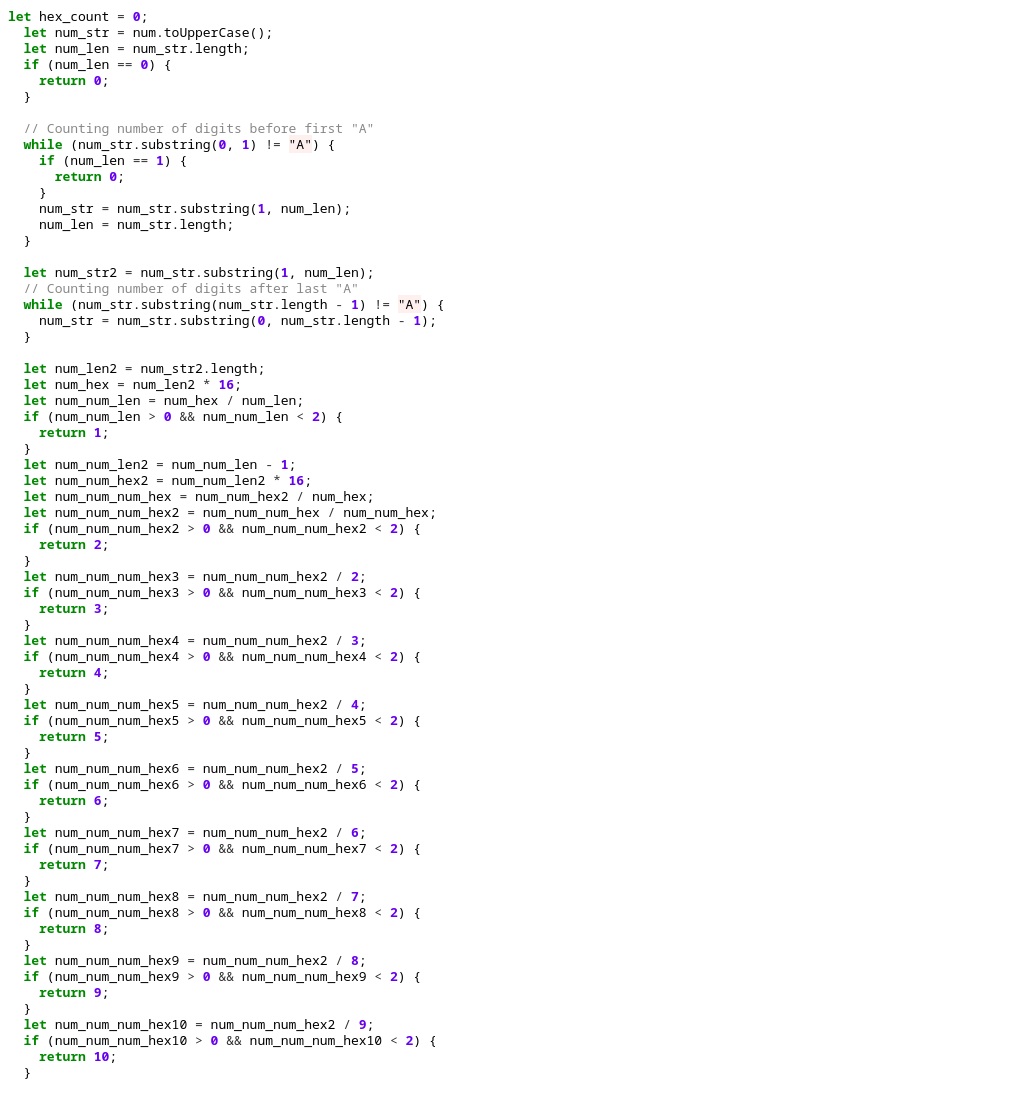 let hex_count = 0;
let num_str = num.toUpperCase();
let num_len = num_str.length;
if (num_len == 0) {
return 0;
}
// Counting number of digits before first "A"
while (num_str.substring(0, 1) != "A") {
if (num_len == 1) {
return 0;
}
num_str = num_str.substring(1, num_len);
num_len = num_str.length;
}
let num_str2 = num_str.substring(1, num_len);
// Counting number of digits after last "A"
while (num_str.substring(num_str.length - 1) != "A") {
num_str = num_str.substring(0, num_str.length - 1);
}
let num_len2 = num_str2.length;
let num_hex = num_len2 * 16;
let num_num_len = num_hex / num_len;
if (num_num_len > 0 && num_num_len < 2) {
return 1;
}
let num_num_len2 = num_num_len - 1;
let num_num_hex2 = num_num_len2 * 16;
let num_num_num_hex = num_num_hex2 / num_hex;
let num_num_num_hex2 = num_num_num_hex / num_num_hex;
if (num_num_num_hex2 > 0 && num_num_num_hex2 < 2) {
return 2;
}
let num_num_num_hex3 = num_num_num_hex2 / 2;
if (num_num_num_hex3 > 0 && num_num_num_hex3 < 2) {
return 3;
}
let num_num_num_hex4 = num_num_num_hex2 / 3;
if (num_num_num_hex4 > 0 && num_num_num_hex4 < 2) {
return 4;
}
let num_num_num_hex5 = num_num_num_hex2 / 4;
if (num_num_num_hex5 > 0 && num_num_num_hex5 < 2) {
return 5;
}
let num_num_num_hex6 = num_num_num_hex2 / 5;
if (num_num_num_hex6 > 0 && num_num_num_hex6 < 2) {
return 6;
}
let num_num_num_hex7 = num_num_num_hex2 / 6;
if (num_num_num_hex7 > 0 && num_num_num_hex7 < 2) {
return 7;
}
let num_num_num_hex8 = num_num_num_hex2 / 7;
if (num_num_num_hex8 > 0 && num_num_num_hex8 < 2) {
return 8;
}
let num_num_num_hex9 = num_num_num_hex2 / 8;
if (num_num_num_hex9 > 0 && num_num_num_hex9 < 2) {
return 9;
}
let num_num_num_hex10 = num_num_num_hex2 / 9;
if (num_num_num_hex10 > 0 && num_num_num_hex10 < 2) {
return 10;
}